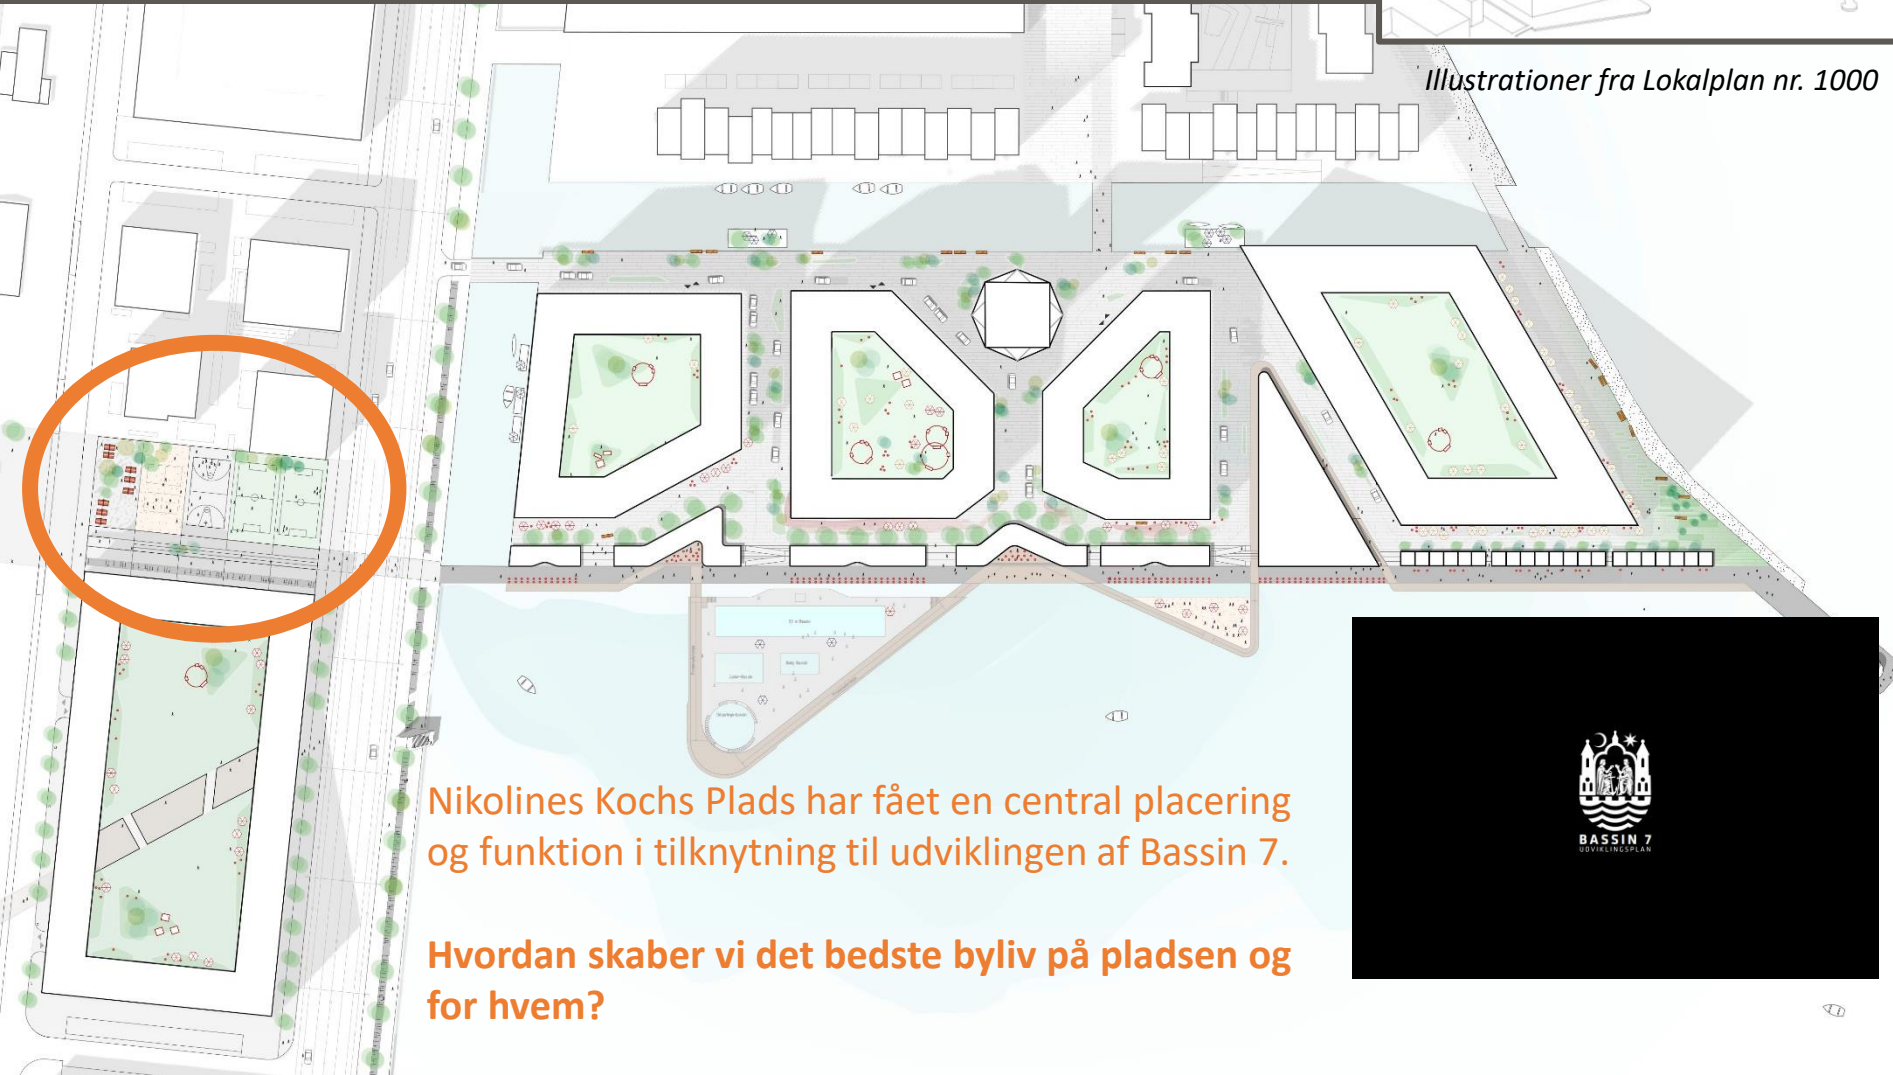 Illustrationer fra Lokalplan nr. 1000
Nikolines Kochs Plads har fået en central placering
og funktion i tilknytning til udviklingen af Bassin 7.
Hvordan skaber vi det bedste byliv på pladsen og
for hvem?
BASSIN 7
UDVIKLINGSPLAN